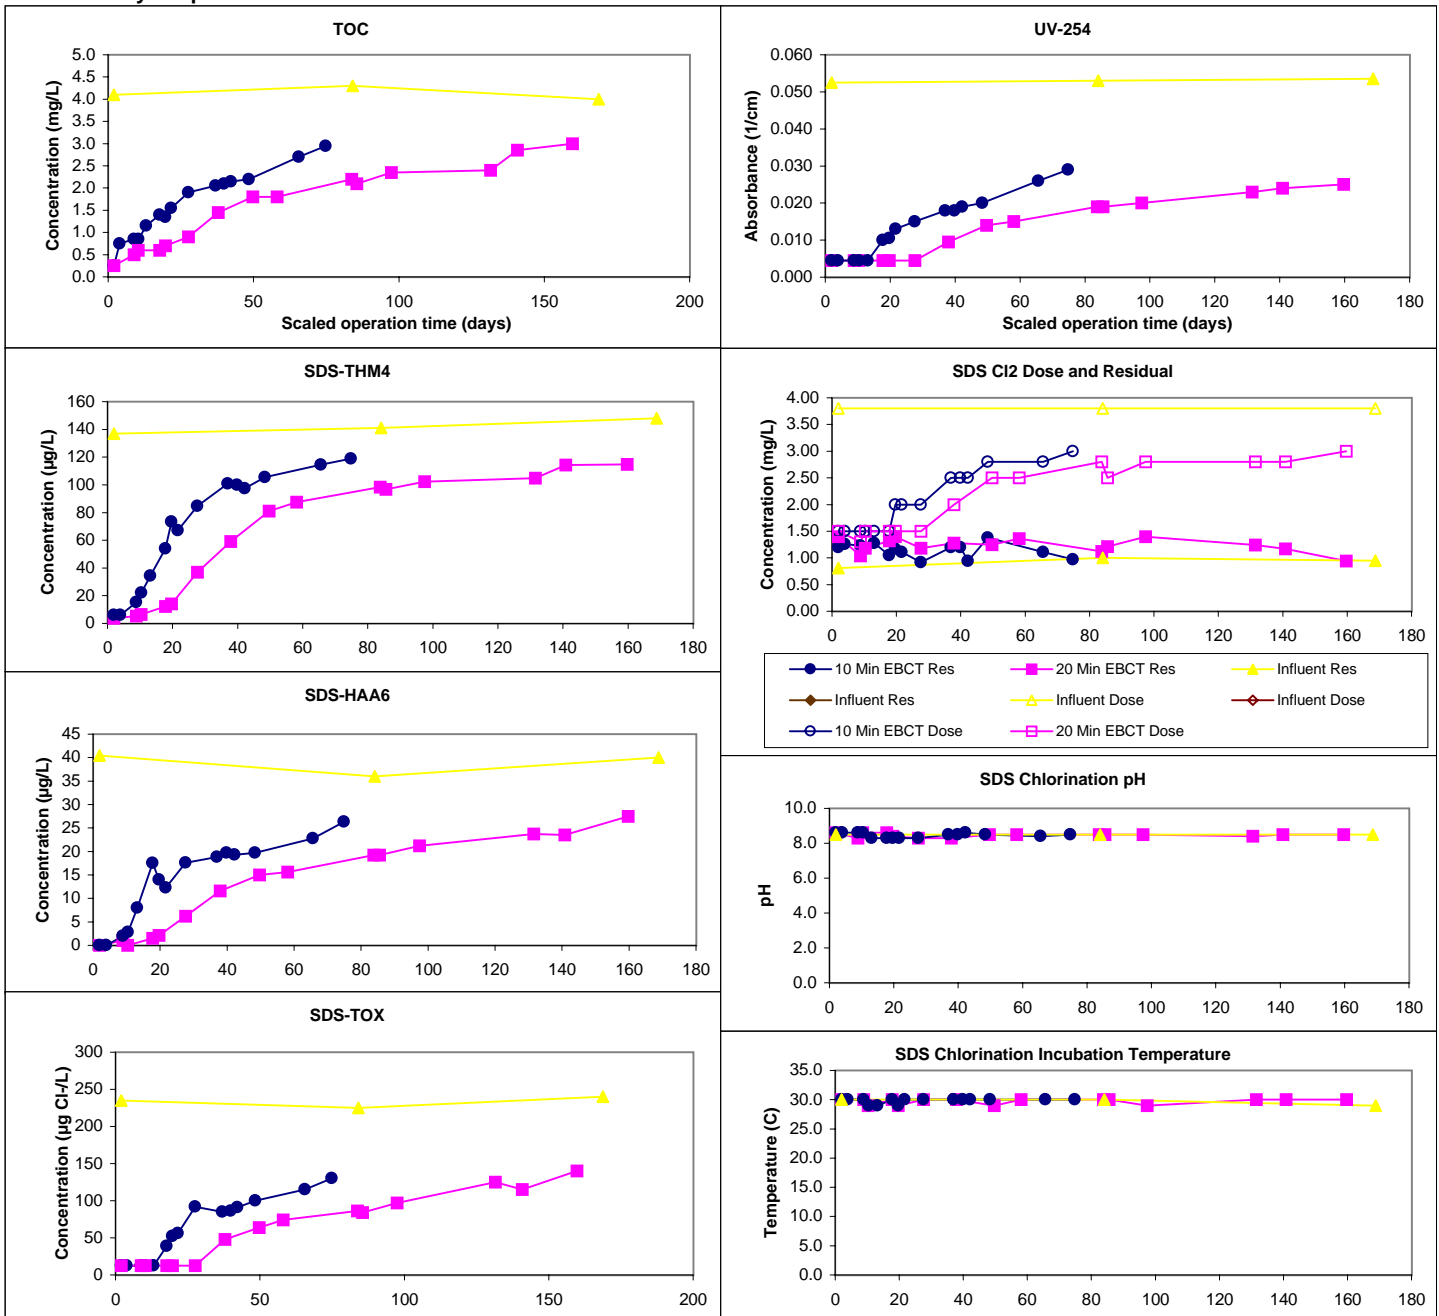 TOC
5.0
4.5
4.0
3.5
3.0
2.5
2.0
1.5
1.0
0.5
0.0
Concentration (mg/L)
0 50 100 150 200
Scaled operation time (days)
UV-254
0.060
0.050
0.040
0.030
0.020
0.010
0.000
Absorbance (1/cm)
0 20 40 60 80 100 120 140 160 180
Scaled operation time (days)
SDS-THM4
160
140
120
100
80
60
40
20
0
Concentration (µg/L)
0 20 40 60 80 100 120 140 160 180
SDS Cl2 Dose and Residual
4.00
3.50
3.00
2.50
2.00
1.50
1.00
0.50
0.00
Concentration (mg/L)
0 20 40 60 80 100 120 140 160 180
10 Min EBCT Res 20 Min EBCT Res Influent Res
Influent Res Influent Dose Influent Dose
10 Min EBCT Dose 20 Min EBCT Dose
SDS-HAA6
45
40
35
30
25
20
15
10
5
0
Concentration (µg/L)
0 20 40 60 80 100 120 140 160 180
SDS Chlorination pH
10.0
8.0
6.0
4.0
2.0
0.0
pH
0 20 40 60 80 100 120 140 160 180
SDS-TOX
300
250
200
150
100
50
0
Concentration (µg Cl-/L)
0 50 100 150 200
SDS Chlorination Incubation Temperature
35.0
30.0
25.0
20.0
15.0
10.0
5.0
0.0
Temperature (C)
0 20 40 60 80 100 120 140 160 180